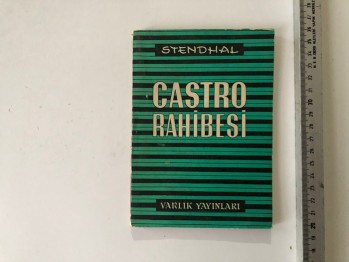 STENDHAL
CASTRO
RAHİBESİ
VARLIK YAYINLARI